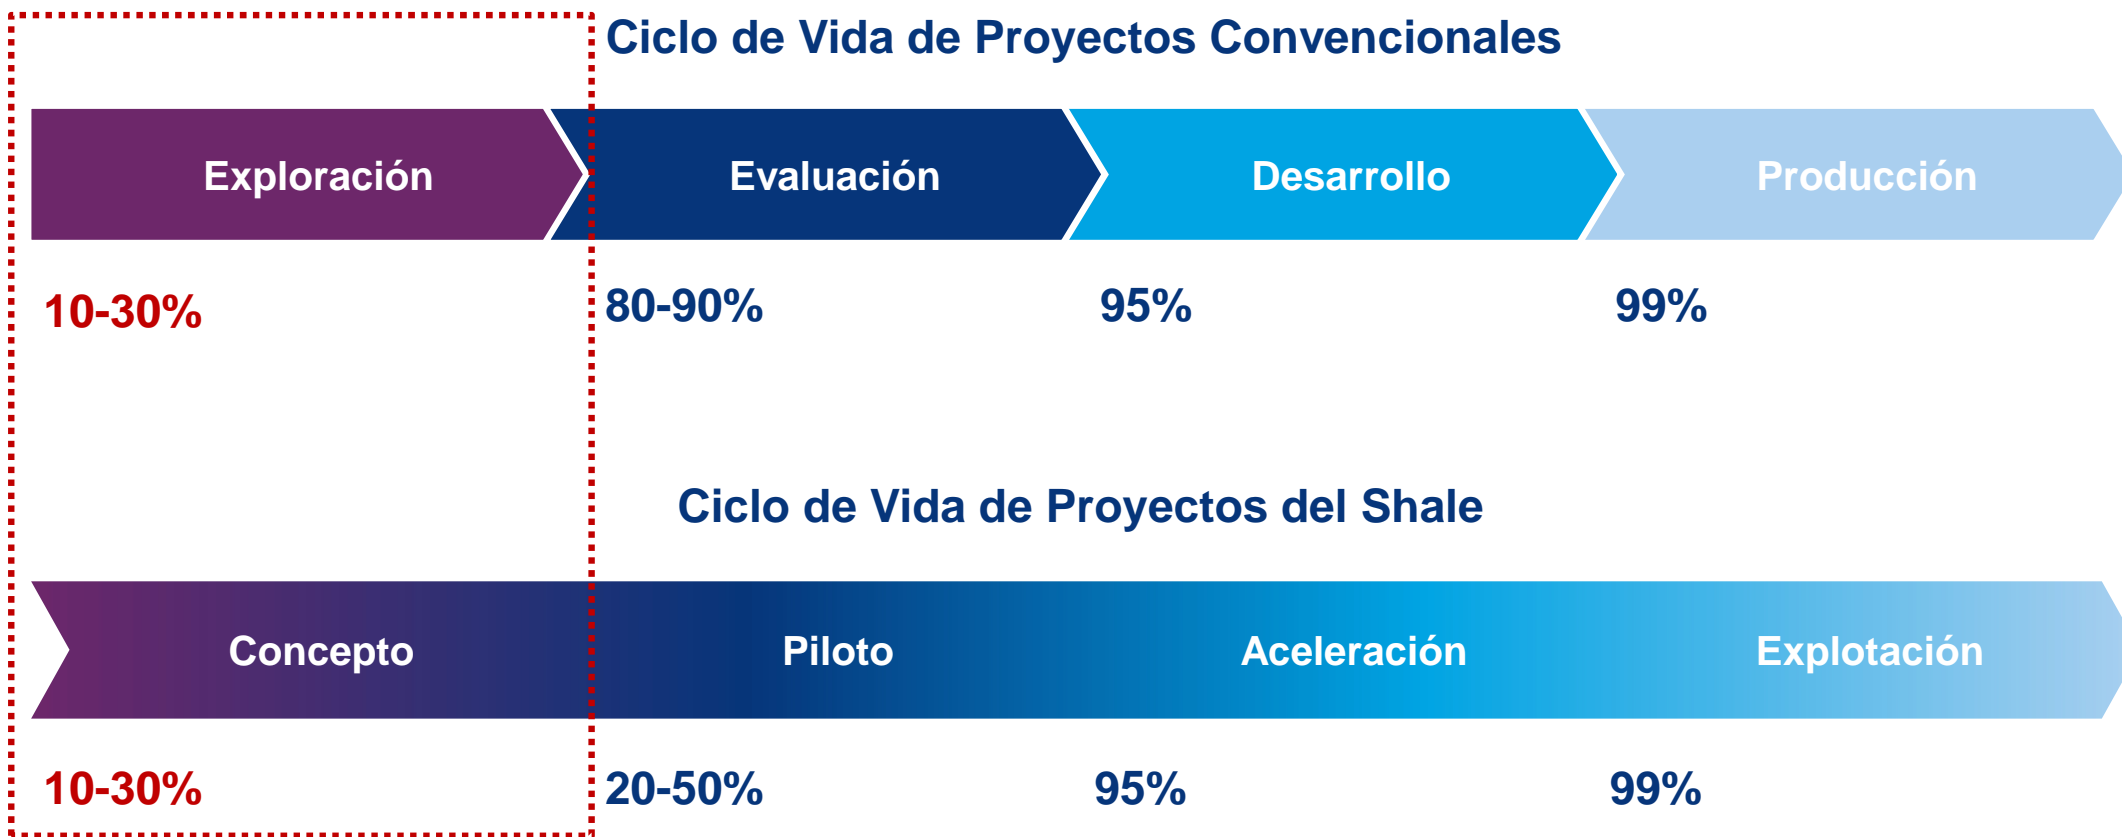 Ciclo de Vida de Proyectos Convencionales
Exploración
Evaluación
Desarrollo
Producción
10-30%
80-90%
95%
99%
Ciclo de Vida de Proyectos del Shale
Concepto
Piloto
Aceleración
Explotación
10-30%
20-50%
95%
99%